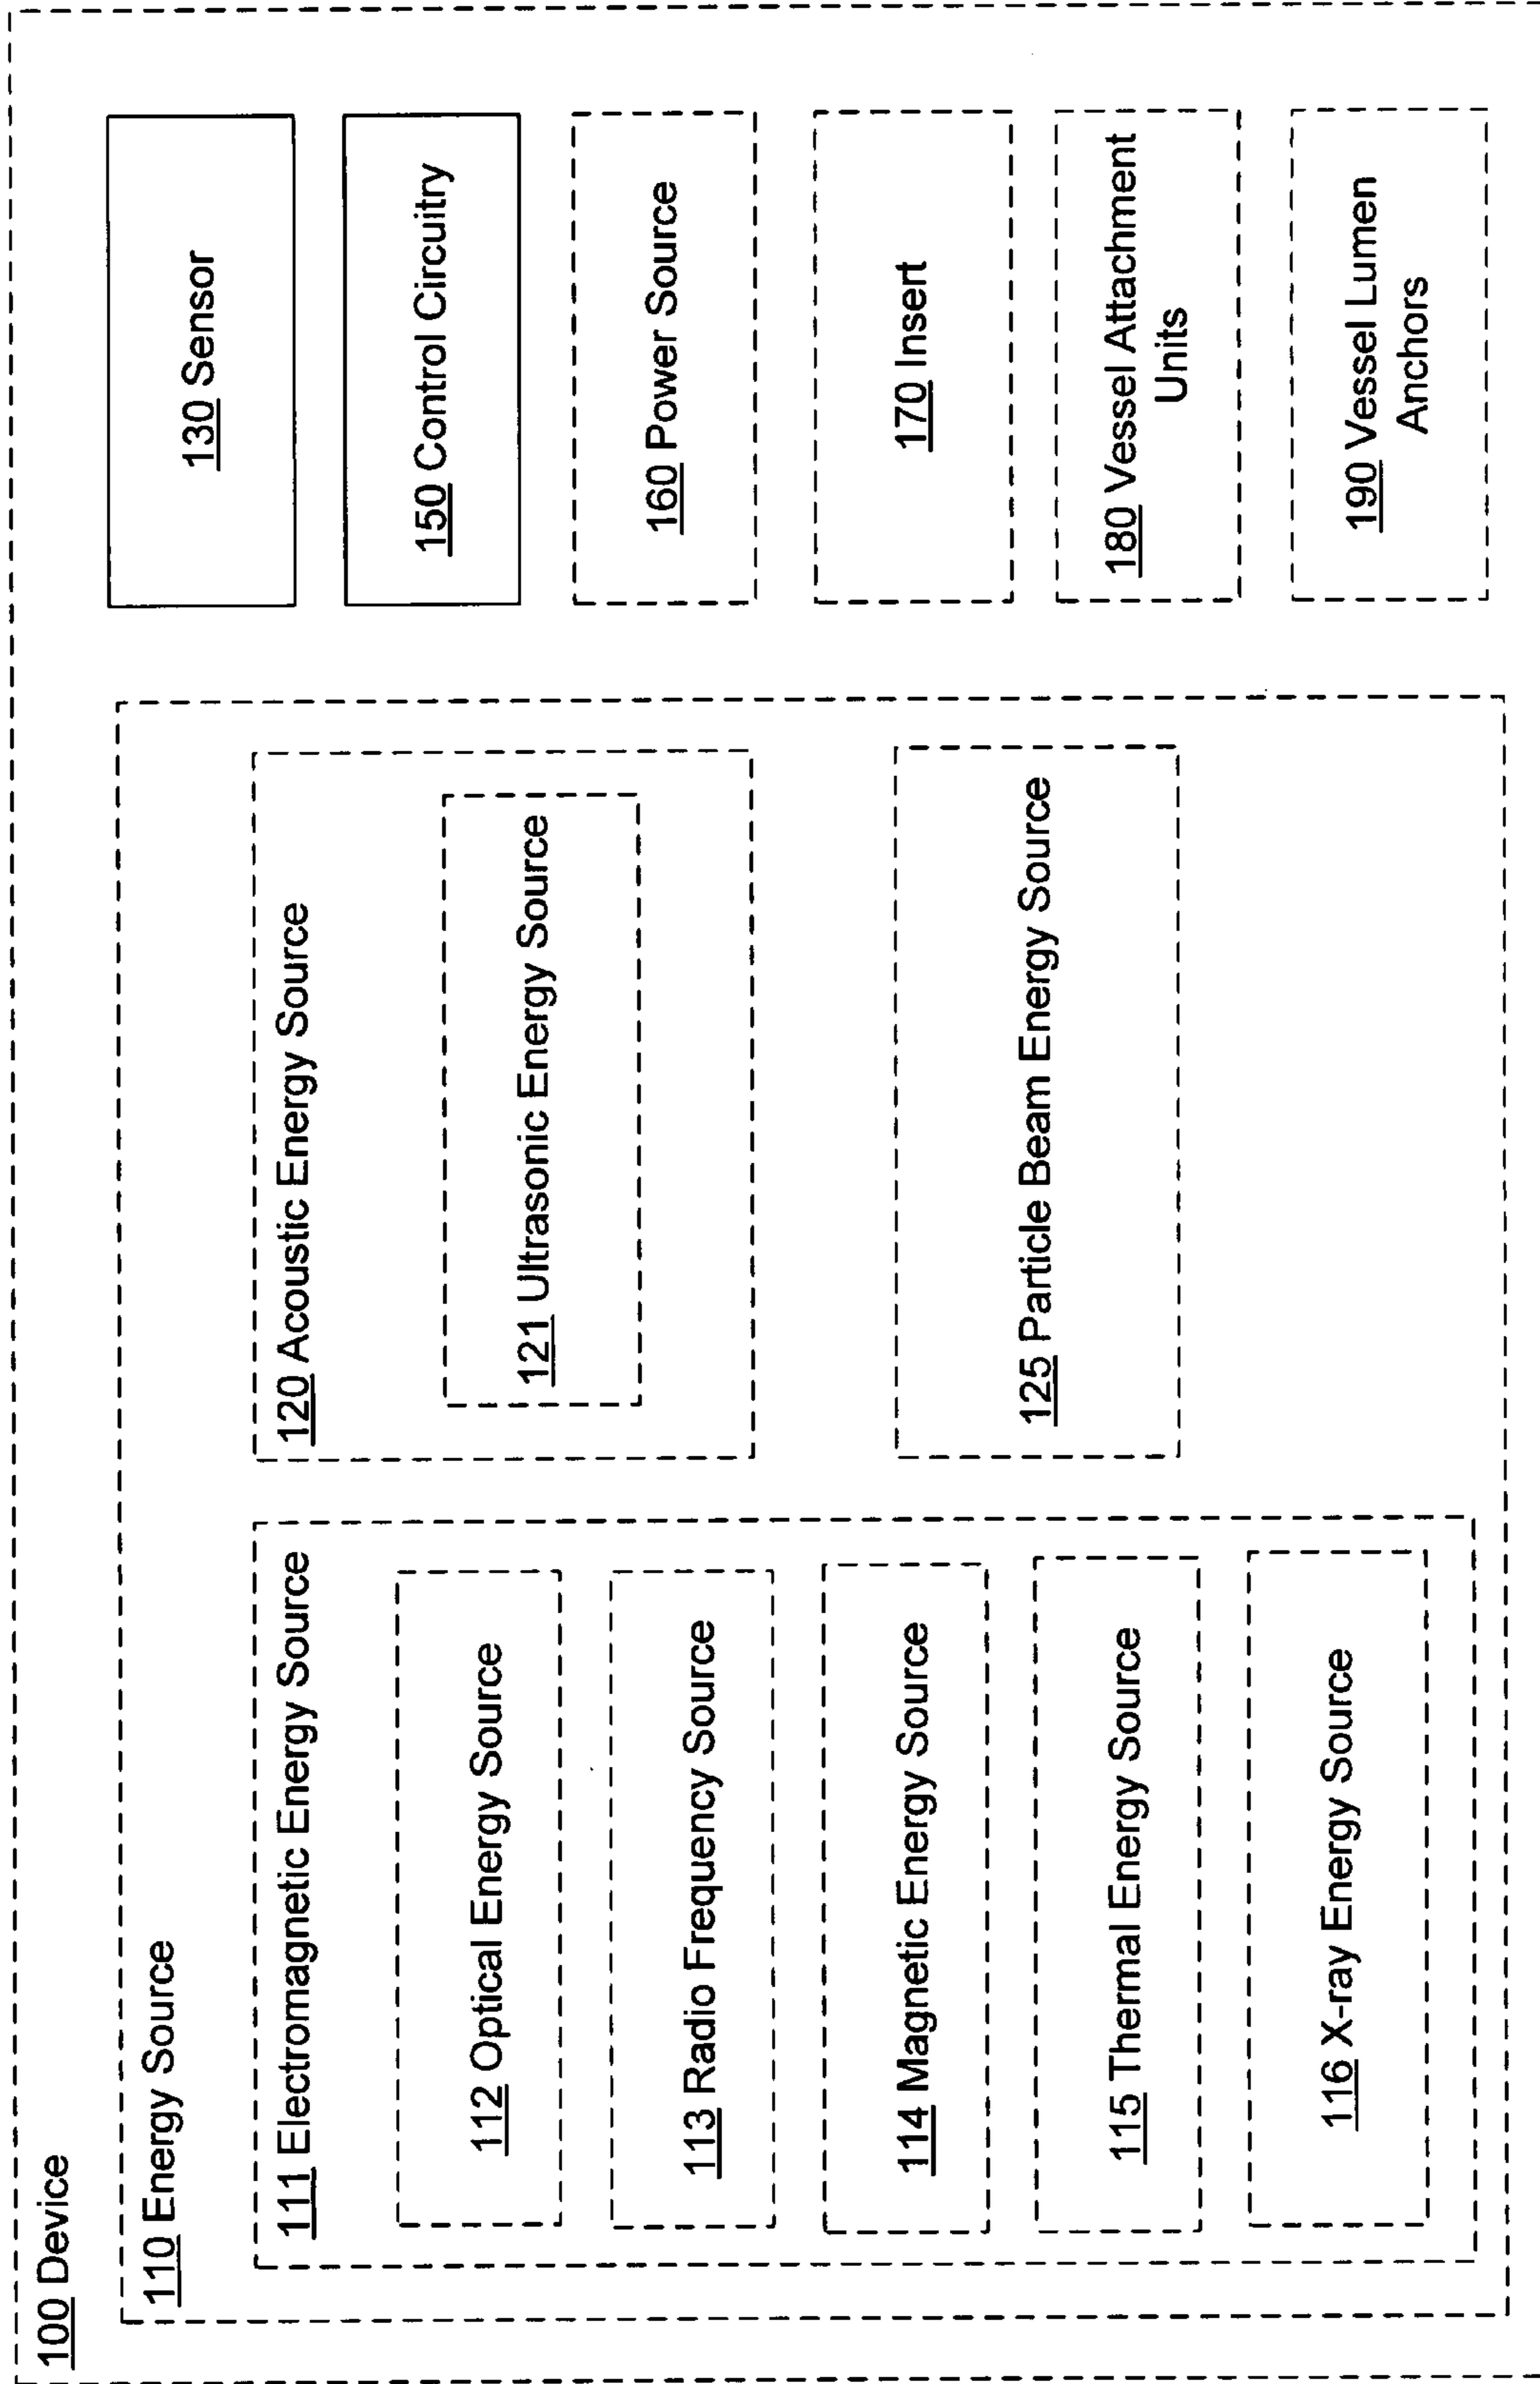 100 Device
110 Energy Source
111 Electromagnetic Energy Source
112 Optical Energy Source
113 Radio Frequency Source
114 Magnetic Energy Source
115 Thermal Energy Source
116 X-ray Energy Source
120 Acoustic Energy Source
121 Ultrasonic Energy Source
125 Particle Beam Energy Source
130 Sensor
150 Control Circuitry
160 Power Source
170 Insert
180 Vessel Attachment
Units
190 Vessel Lumen
Anchors